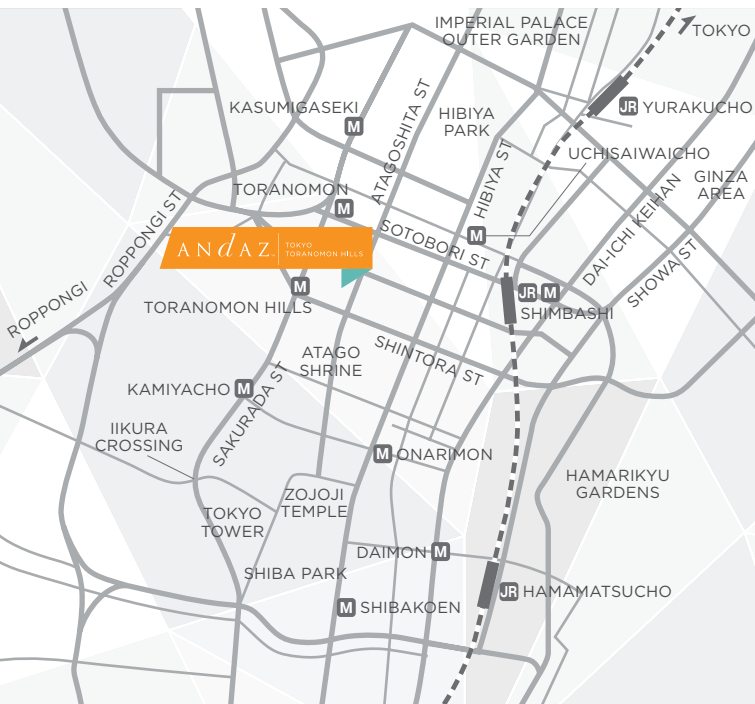 IMPERIAL PALACE
OUTER GARDEN
TOKYO
KASUMIGASEKI
M
ATAGOSHITA ST
HIBIYA
PARK
JR YURAKUCHO
UCHISAIWAICHO
HIBIYA ST
M
GINZA
AREA
TORANOMON
M
SOTOBORI ST
DAI-ICHI KEIHAN
SHOWA ST
ROPPONGI ST
ROPPONGI
ANdAZ
TOKYO
TORANOMON HILLS
M
TORANOMON HILLS
JR M
SHIMBASHI
ATAGO
SHRINE
SHINTORA ST
KAMIYACHO M
SAKURADA ST
IIKURA
CROSSING
M ONARIMON
HAMARIKYU
GARDENS
TOKYO
TOWER
ZOJOJI
TEMPLE
DAIMON M
SHIBA PARK
JR HAMAMATSUCHO
M SHIBAKOEN